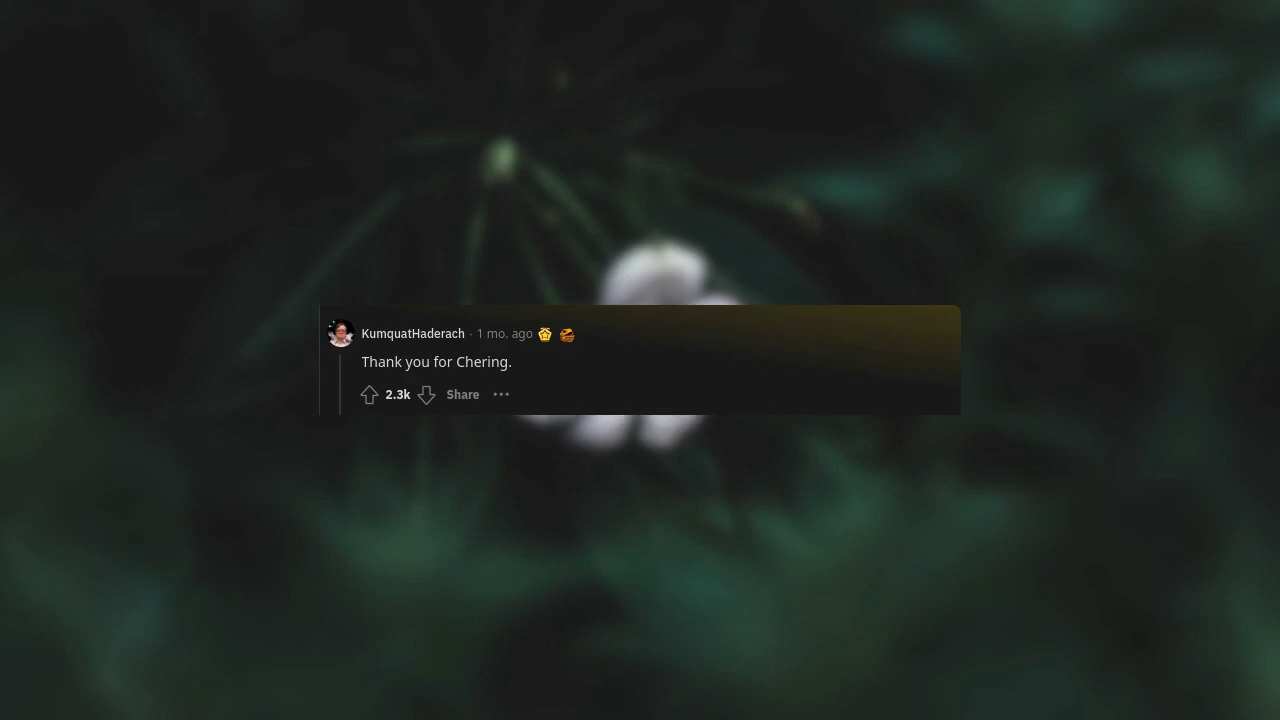 KumquatHaderach · 1 mo. ago
Thank you for Chering.
2.3k Share ···